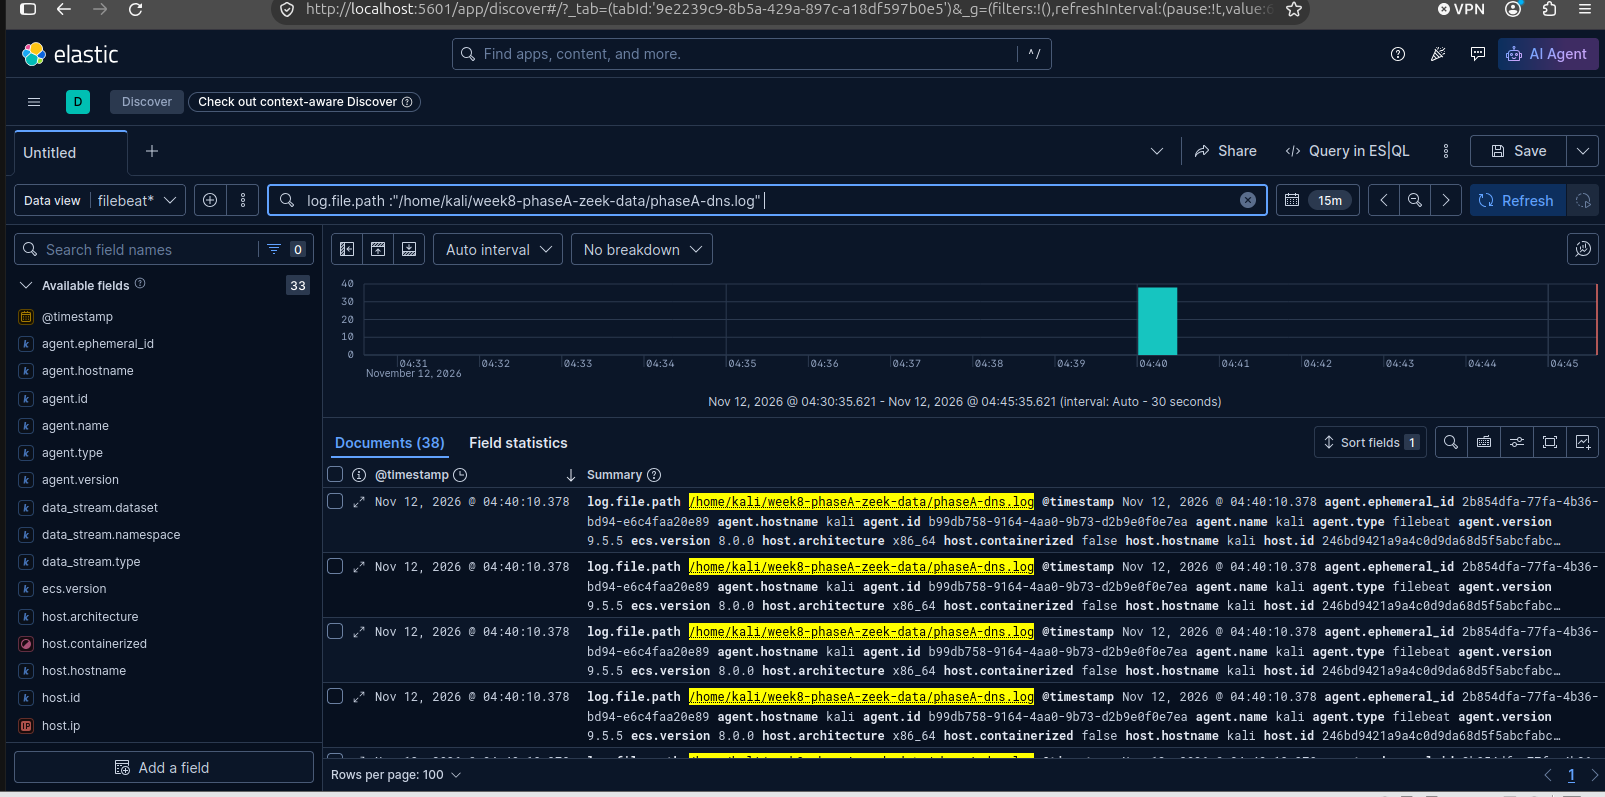 http://localhost:5601/app/discover#/?_tab=(tabId:'9e2239c9-8b5a-429a-897c-a18df597b0e5')&_g=(filters:!(),refreshInterval:(pause:!t,value:6
VPN
elastic
Find apps, content, and more.
^/
AI Agent
D
Discover
Check out context-aware Discover
Untitled
Share
Query in ES|QL
Save
Data view
filebeat*
log.file.path :"/home/kali/week8-phaseA-zeek-data/phaseA-dns.log"
15m
Refresh
Search field names
0
Auto interval
No breakdown
Available fields
33
@timestamp
agent.ephemeral_id
agent.hostname
agent.id
agent.name
agent.type
agent.version
data_stream.dataset
data_stream.namespace
data_stream.type
ecs.version
host.architecture
host.containerized
host.hostname
host.id
host.ip
Add a field
40
30
20
10
0
04:31 04:32 04:33 04:34 04:35 04:36 04:37 04:38 04:39 04:40 04:41 04:42 04:43 04:44 04:45
November 12, 2026
Nov 12, 2026 @ 04:30:35.621 - Nov 12, 2026 @ 04:45:35.621 (interval: Auto - 30 seconds)
Documents (38)
Field statistics
Sort fields 1
@timestamp
Summary
Nov 12, 2026 @ 04:40:10.378
log.file.path /home/kali/week8-phaseA-zeek-data/phaseA-dns.log @timestamp Nov 12, 2026 @ 04:40:10.378 agent.ephemeral_id 2b854dfa-77fa-4b36-
bd94-e6c4faa20e89 agent.hostname kali agent.id b99db758-9164-4aa0-9b73-d2b9e0f0e7ea agent.name kali agent.type filebeat agent.version
9.5.5 ecs.version 8.0.0 host.architecture x86_64 host.containerized false host.hostname kali host.id 246bd9421a9a4c0d9da68d5f5abcfabc…
Nov 12, 2026 @ 04:40:10.378
log.file.path /home/kali/week8-phaseA-zeek-data/phaseA-dns.log @timestamp Nov 12, 2026 @ 04:40:10.378 agent.ephemeral_id 2b854dfa-77fa-4b36-
bd94-e6c4faa20e89 agent.hostname kali agent.id b99db758-9164-4aa0-9b73-d2b9e0f0e7ea agent.name kali agent.type filebeat agent.version
9.5.5 ecs.version 8.0.0 host.architecture x86_64 host.containerized false host.hostname kali host.id 246bd9421a9a4c0d9da68d5f5abcfabc…
Nov 12, 2026 @ 04:40:10.378
log.file.path /home/kali/week8-phaseA-zeek-data/phaseA-dns.log @timestamp Nov 12, 2026 @ 04:40:10.378 agent.ephemeral_id 2b854dfa-77fa-4b36-
bd94-e6c4faa20e89 agent.hostname kali agent.id b99db758-9164-4aa0-9b73-d2b9e0f0e7ea agent.name kali agent.type filebeat agent.version
9.5.5 ecs.version 8.0.0 host.architecture x86_64 host.containerized false host.hostname kali host.id 246bd9421a9a4c0d9da68d5f5abcfabc…
Nov 12, 2026 @ 04:40:10.378
log.file.path /home/kali/week8-phaseA-zeek-data/phaseA-dns.log @timestamp Nov 12, 2026 @ 04:40:10.378 agent.ephemeral_id 2b854dfa-77fa-4b36-
bd94-e6c4faa20e89 agent.hostname kali agent.id b99db758-9164-4aa0-9b73-d2b9e0f0e7ea agent.name kali agent.type filebeat agent.version
9.5.5 ecs.version 8.0.0 host.architecture x86_64 host.containerized false host.hostname kali host.id 246bd9421a9a4c0d9da68d5f5abcfabc…
Rows per page: 100
1